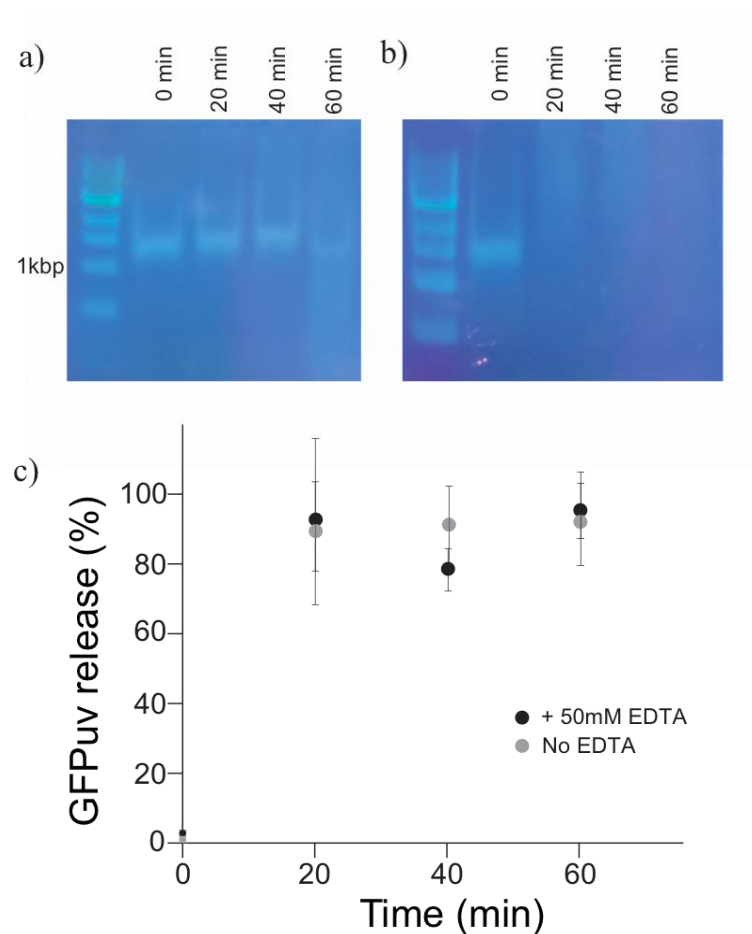 a)
0 min
20 min
40 min
60 min
b)
0 min
20 min
40 min
60 min
1kbp
c)
GFPuv release (%)
100
80
60
40
20
0
+ 50mM EDTA
No EDTA
0 20 40 60
Time (min)